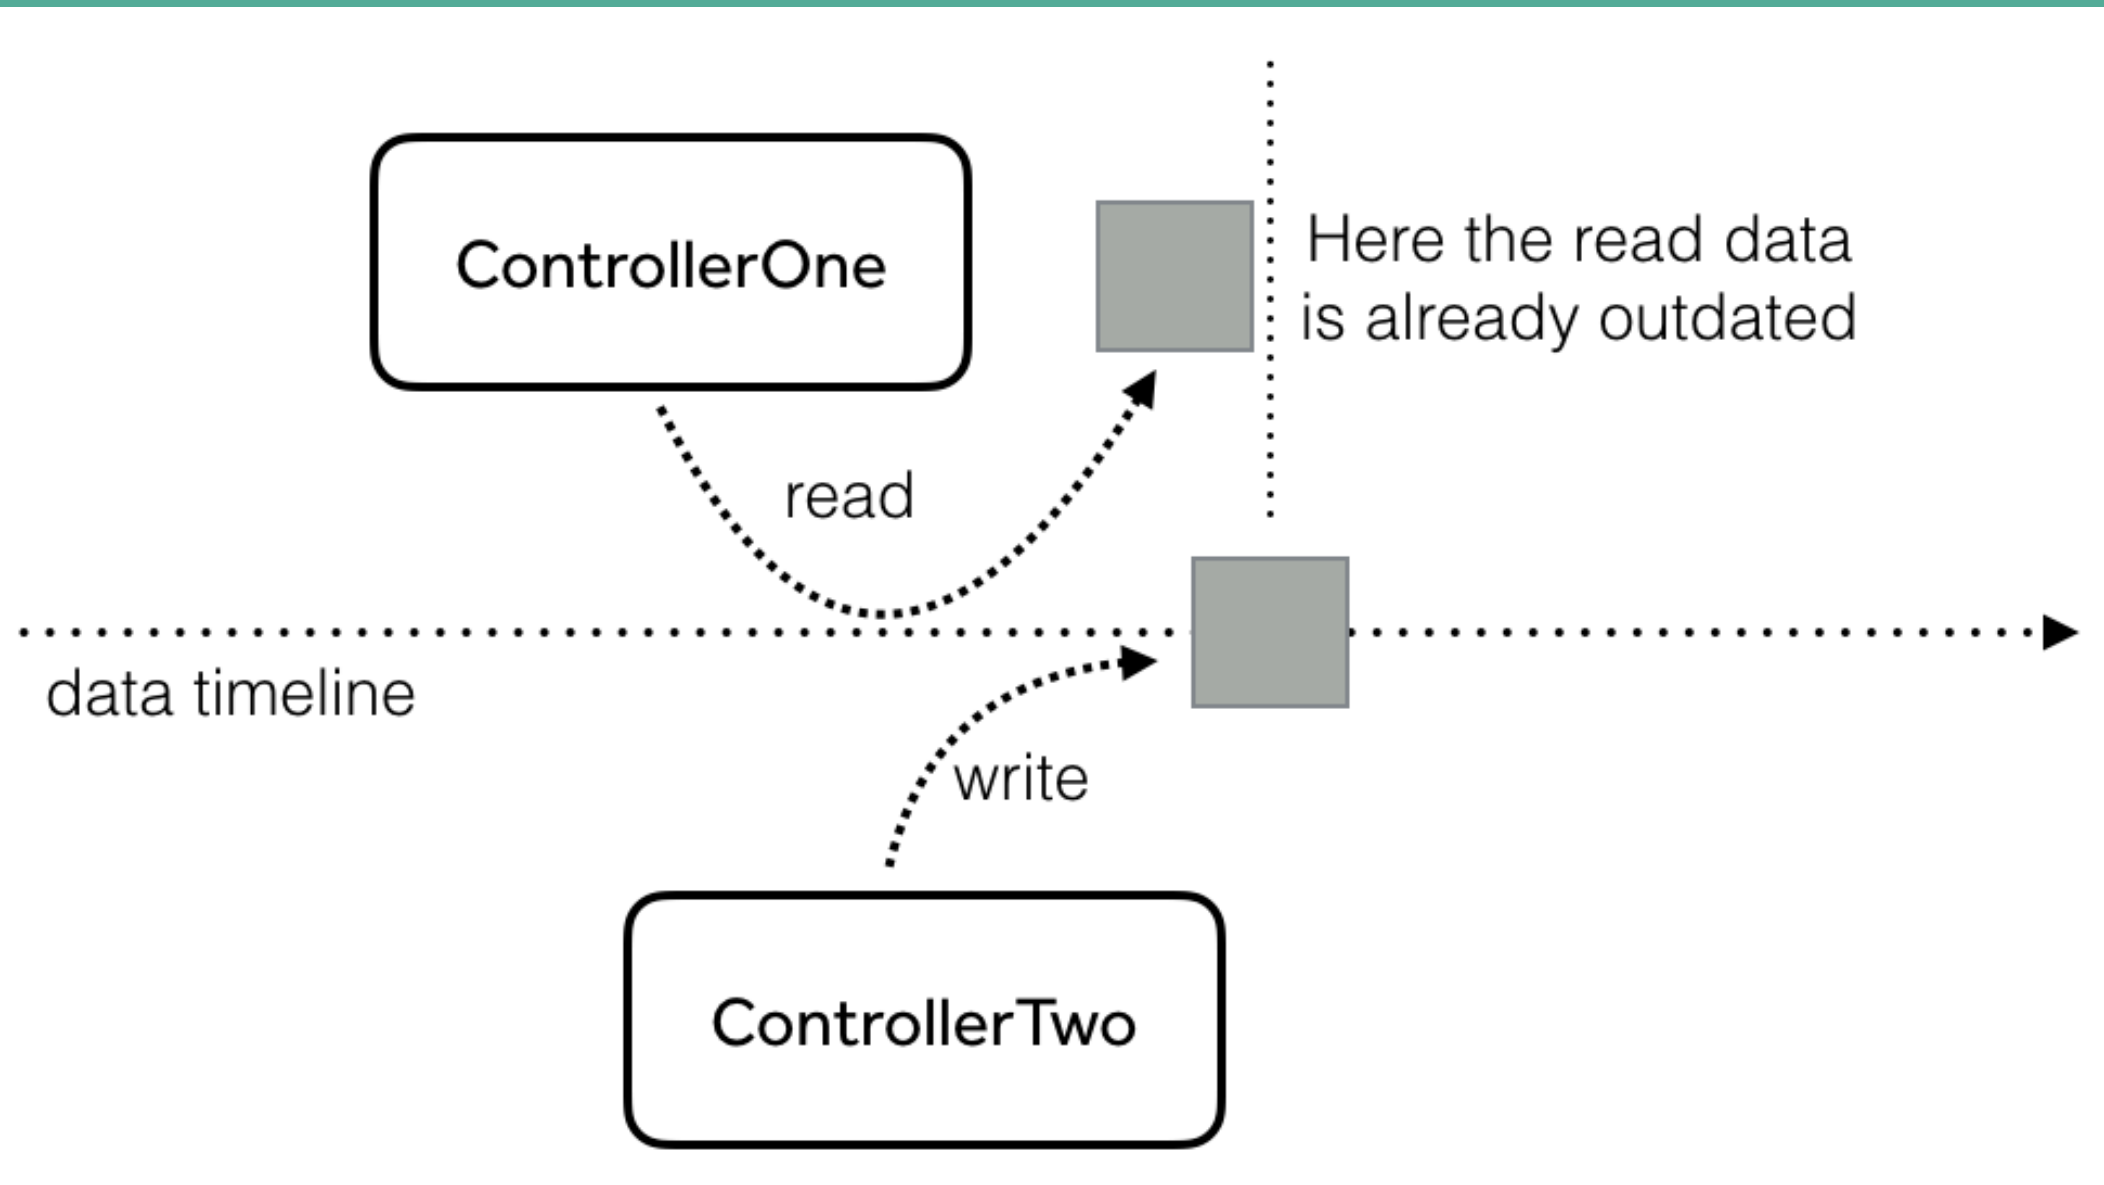 ControllerOne
Here the read data
is already outdated
read
data timeline
write
ControllerTwo